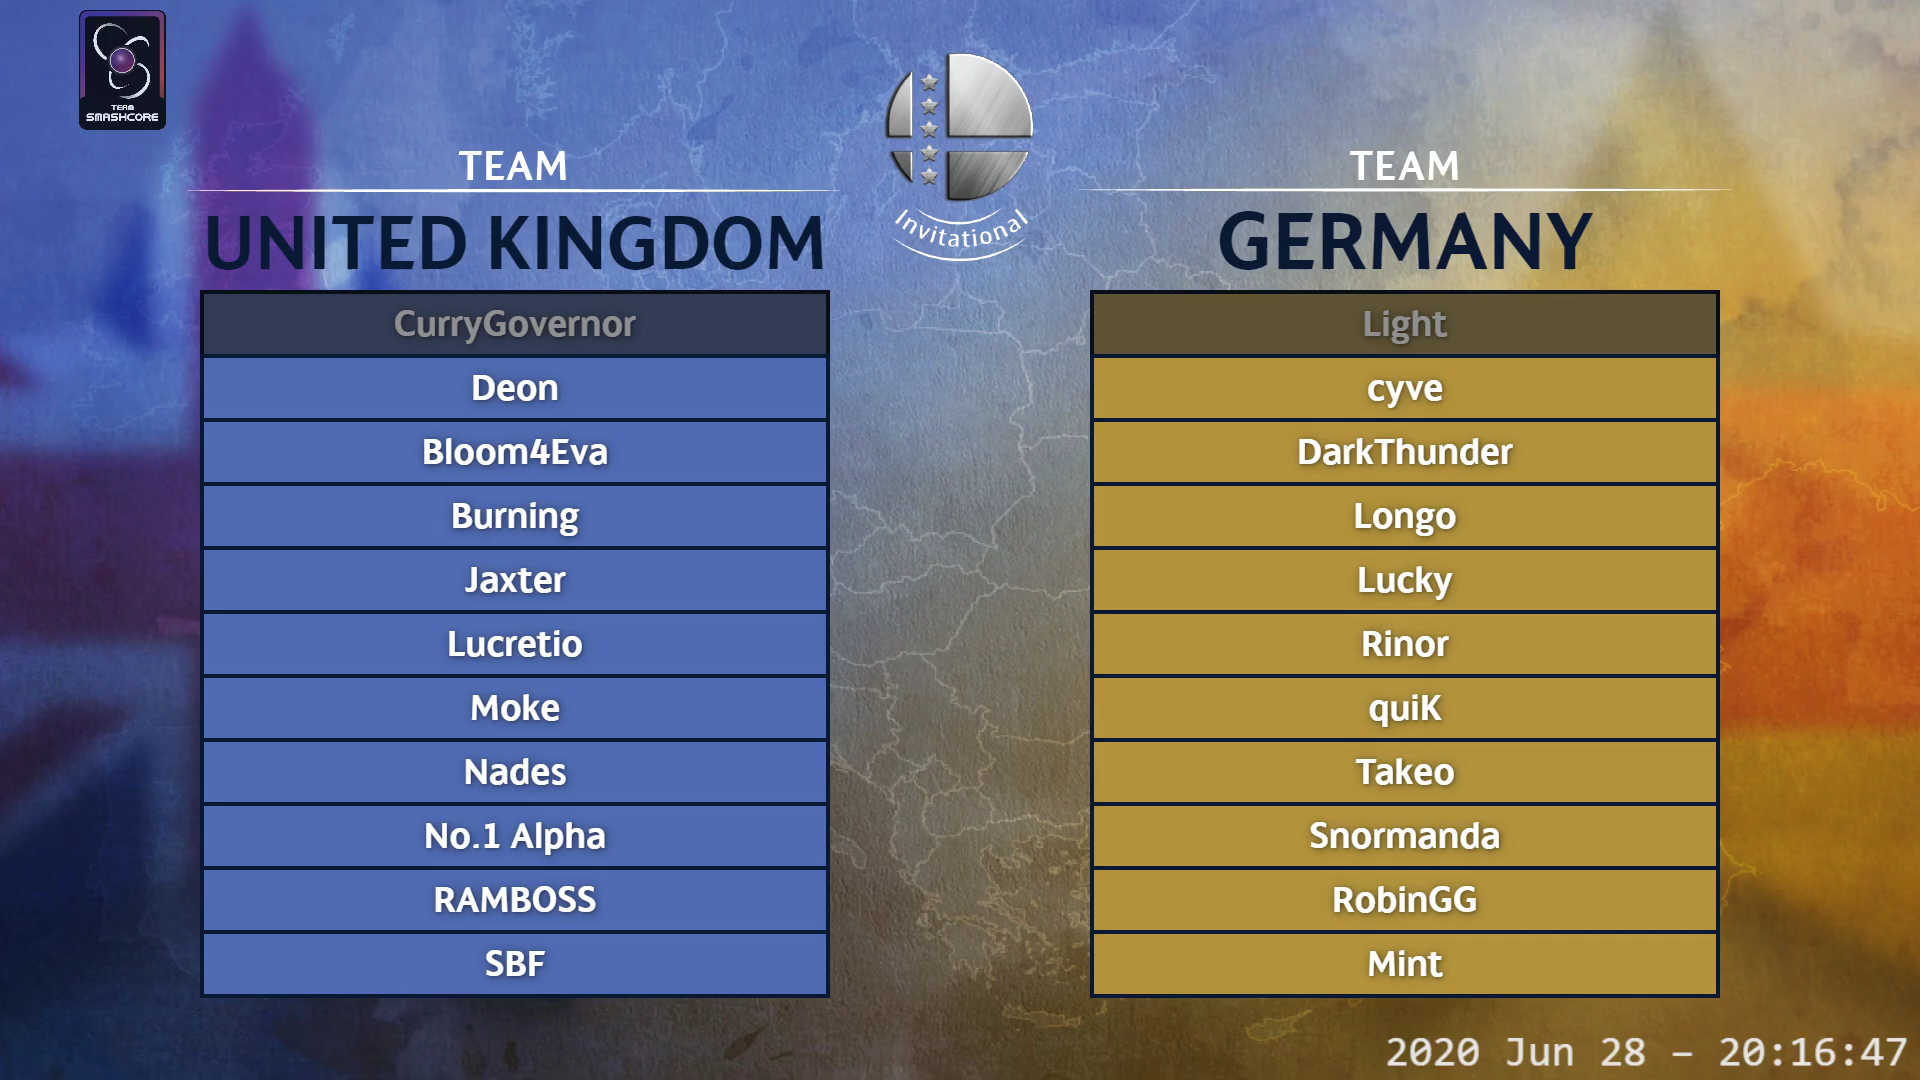 TEAM
SMASHCORE
Invitational
TEAM
UNITED KINGDOM
CurryGovernor
Deon
Bloom4Eva
Burning
Jaxter
Lucretio
Moke
Nades
No.1 Alpha
RAMBOSS
SBF
TEAM
GERMANY
Light
cyve
DarkThunder
Longo
Lucky
Rinor
quiK
Takeo
Snormanda
RobinGG
Mint
2020 Jun 28 – 20:16:47